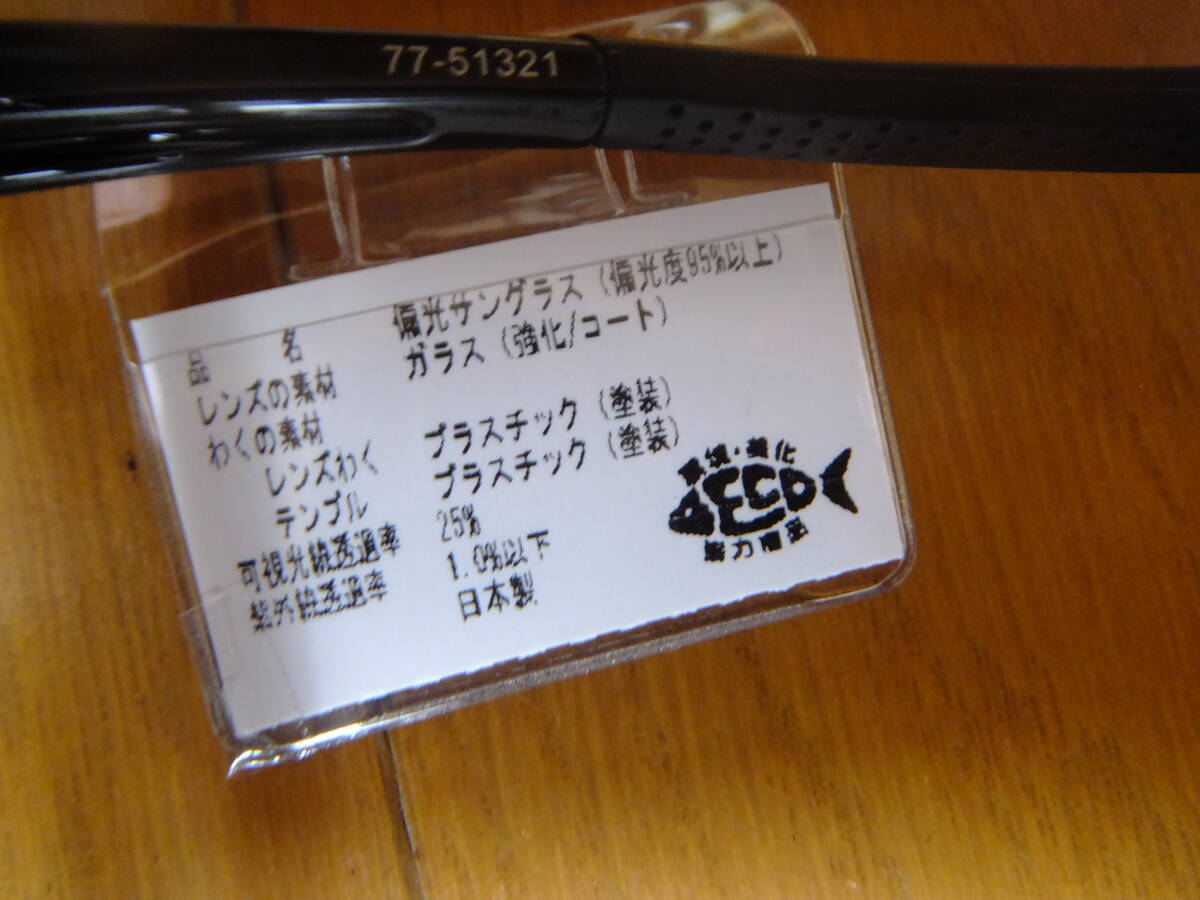 77-51321
品 名 偏光サングラス (偏光度95%以上)
レンズの素材 ガラス (強化/コート)
わくの素材
レンズわく プラスチック (塗装)
テンプル プラスチック (塗装)
可視光線透過率 25%
紫外線透過率 1.0%以下
日本製
ECO
協力商品